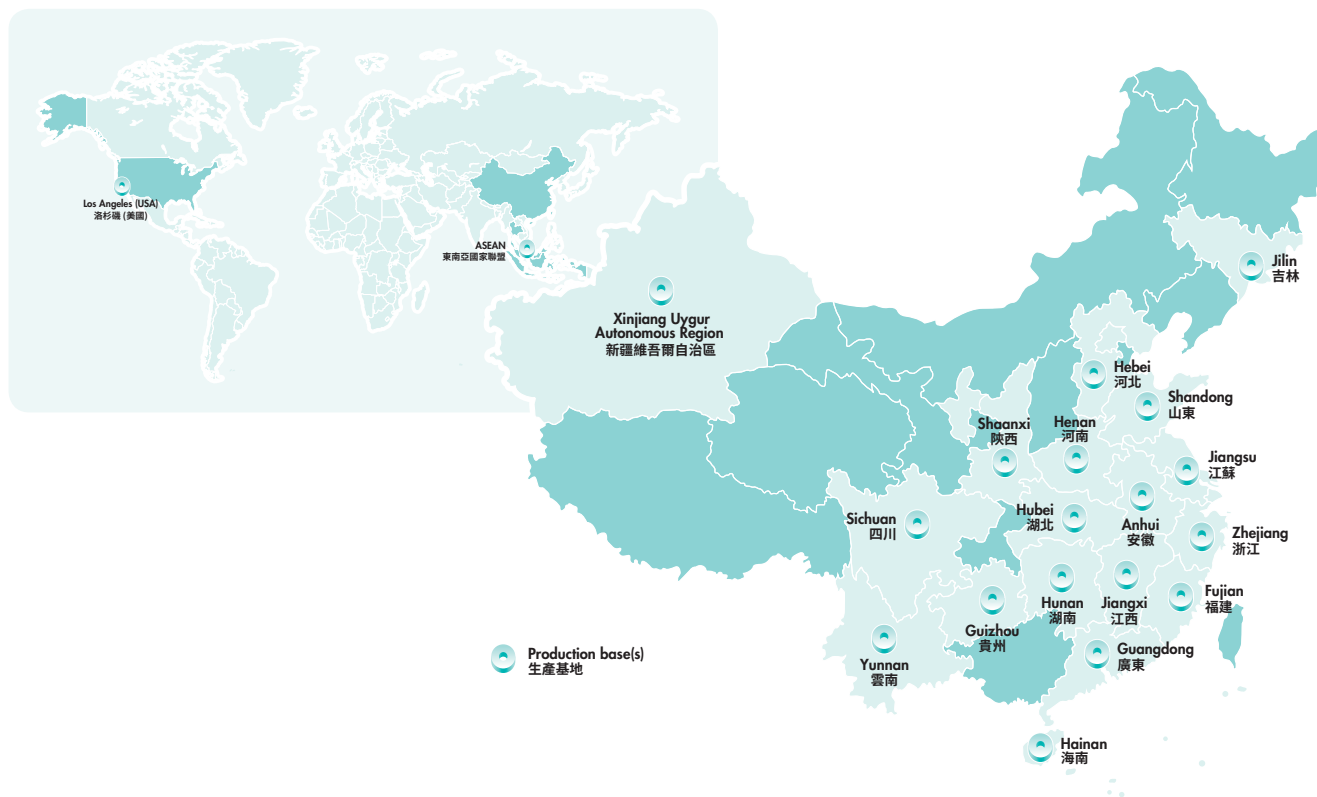 Los Angeles (USA)
洛杉磯 (美國)
ASEAN
東南亞國家聯盟
Xinjiang Uygur
Autonomous Region
新疆維吾爾自治區
Jilin
吉林
Hebei
河北
Shandong
山東
Shaanxi
陝西
Henan
河南
Jiangsu
江蘇
Sichuan
四川
Hubei
湖北
Anhui
安徽
Zhejiang
浙江
Hunan
湖南
Jiangxi
江西
Fujian
福建
Guizhou
貴州
Yunnan
雲南
Guangdong
廣東
Hainan
海南
Production base(s)
生產基地